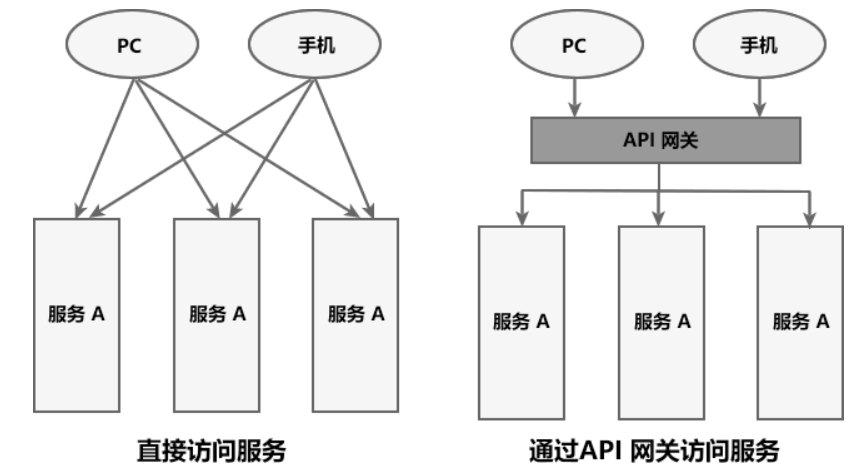 PC
手机
服务 A
服务 A
服务 A
直接访问服务
PC
手机
API 网关
服务 A
服务 A
服务 A
通过API 网关访问服务